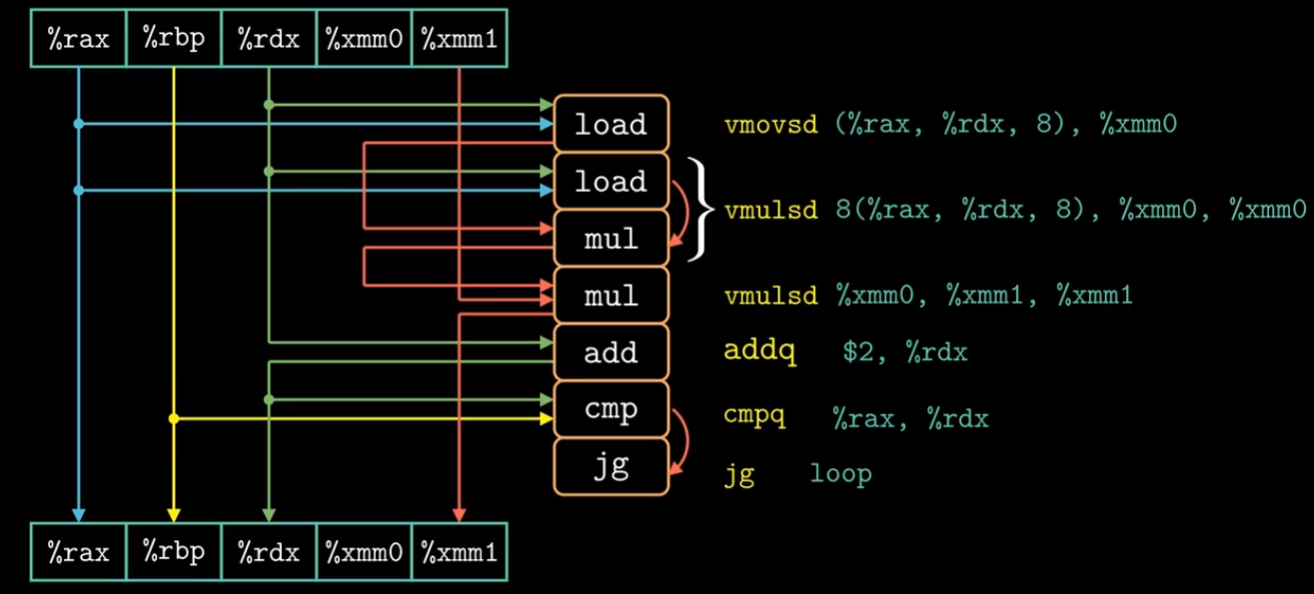 %rax %rbp %rdx %xmm0 %xmm1
load vmovsd (%rax, %rdx, 8), %xmm0
load
vmulsd 8(%rax, %rdx, 8), %xmm0, %xmm0
mul
mul vmulsd %xmm0, %xmm1, %xmm1
add addq $2, %rdx
cmp cmpq %rax, %rdx
jg jg loop
%rax %rbp %rdx %xmm0 %xmm1